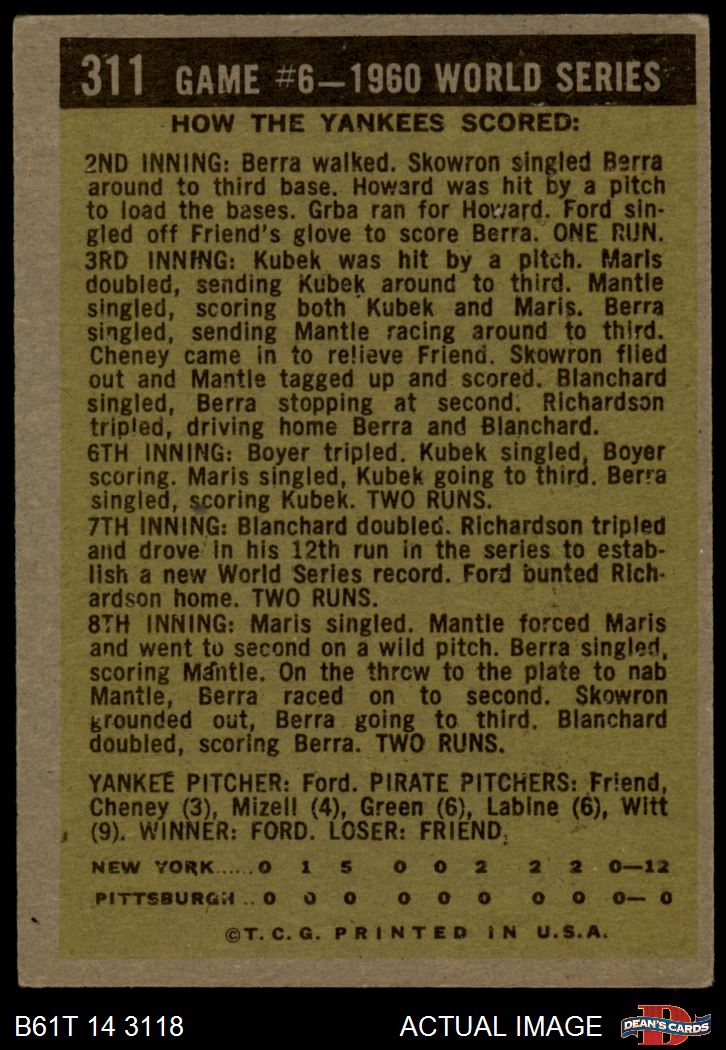 311 GAME #6—1960 WORLD SERIES
HOW THE YANKEES SCORED:
2ND INNING: Berra walked. Skowron singled Berra
around to third base. Howard was hit by a pitch
to load the bases. Grba ran for Howard. Ford sin-
gled off Friend's glove to score Berra. ONE RUN.
3RD INNING: Kubek was hit by a pitch. Maris
doubled, sending Kubek around to third. Mantle
singled, scoring both Kubek and Maris. Berra
singled, sending Mantle racing around to third.
Cheney came in to relieve Friend. Skowron flied
out and Mantle tagged up and scored. Blanchard
singled, Berra stopping at second. Richardson
tripled, driving home Berra and Blanchard.
6TH INNING: Boyer tripled. Kubek singled, Boyer
scoring. Maris singled, Kubek going to third. Berra
singled, scoring Kubek. TWO RUNS.
7TH INNING: Blanchard doubled. Richardson tripled
and drove in his 12th run in the series to estab-
lish a new World Series record. Ford bunted Rich-
ardson home. TWO RUNS.
8TH INNING: Maris singled. Mantle forced Maris
and went to second on a wild pitch. Berra singled,
scoring Mantle. On the throw to the plate to nab
Mantle, Berra raced on to second. Skowron
grounded out, Berra going to third. Blanchard
doubled, scoring Berra. TWO RUNS.
YANKEE PITCHER: Ford. PIRATE PITCHERS: Friend,
Cheney (3), Mizell (4), Green (6), Labine (6), Witt
(9). WINNER: FORD. LOSER: FRIEND.
NEW YORK......0 1 5 0 0 2 2 2 0—12
PITTSBURGH..0 0 0 0 0 0 0 0 0— 0
©T.C.G. PRINTED IN U.S.A.
B61T 14 3118 ACTUAL IMAGE D DEAN'S CARDS